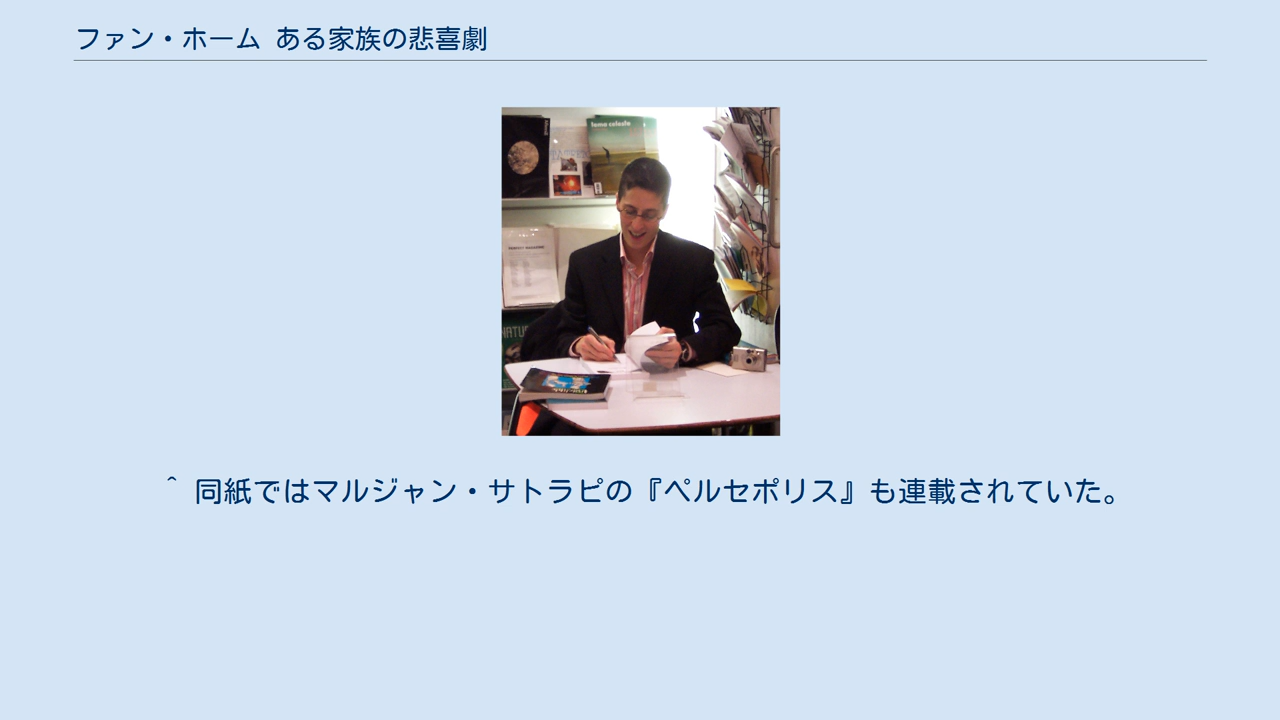 ファン・ホーム ある家族の悲喜劇
tema celeste
^ 同紙ではマルジャン・サトラピの『ペルセポリス』も連載されていた。